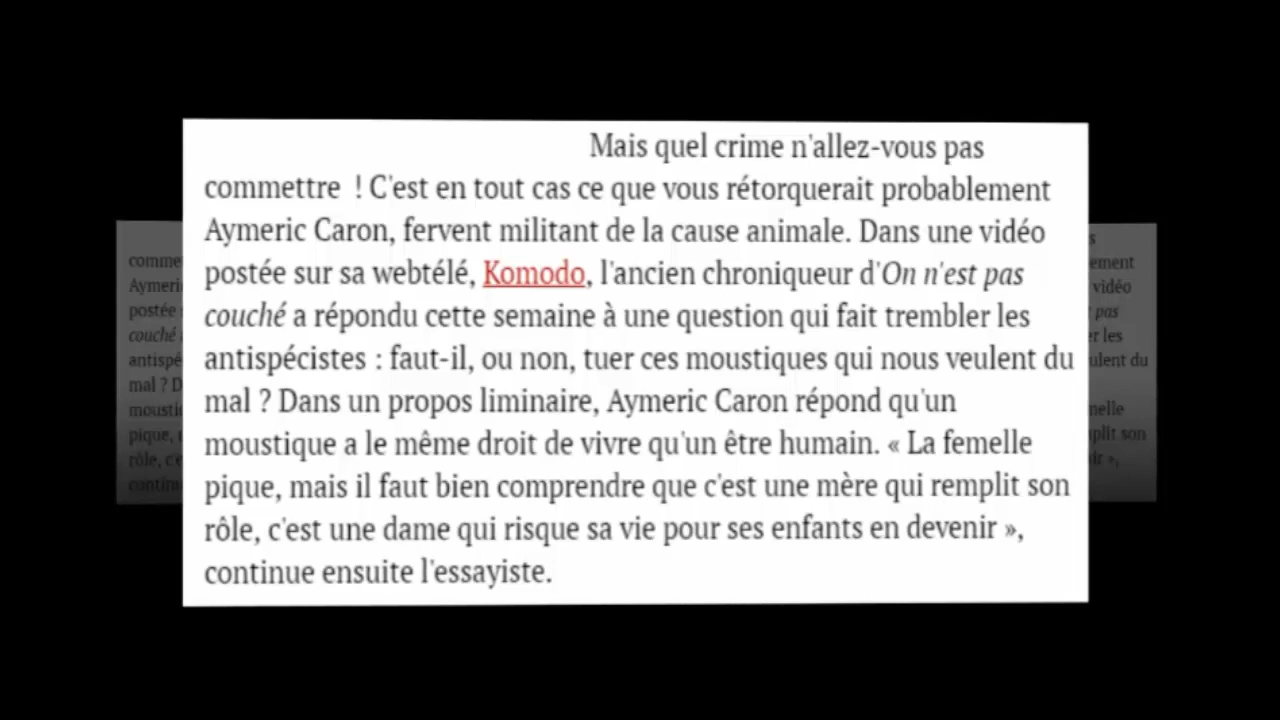 Mais quel crime n'allez-vous pas
commettre ! C'est en tout cas ce que vous rétorquerait probablement
Aymeric Caron, fervent militant de la cause animale. Dans une vidéo
postée sur sa webtélé, Komodo, l'ancien chroniqueur d'On n'est pas
couché a répondu cette semaine à une question qui fait trembler les
antispécistes : faut-il, ou non, tuer ces moustiques qui nous veulent du
mal ? Dans un propos liminaire, Aymeric Caron répond qu'un
moustique a le même droit de vivre qu'un être humain. « La femelle
pique, mais il faut bien comprendre que c'est une mère qui remplit son
rôle, c'est une dame qui risque sa vie pour ses enfants en devenir »,
continue ensuite l'essayiste.